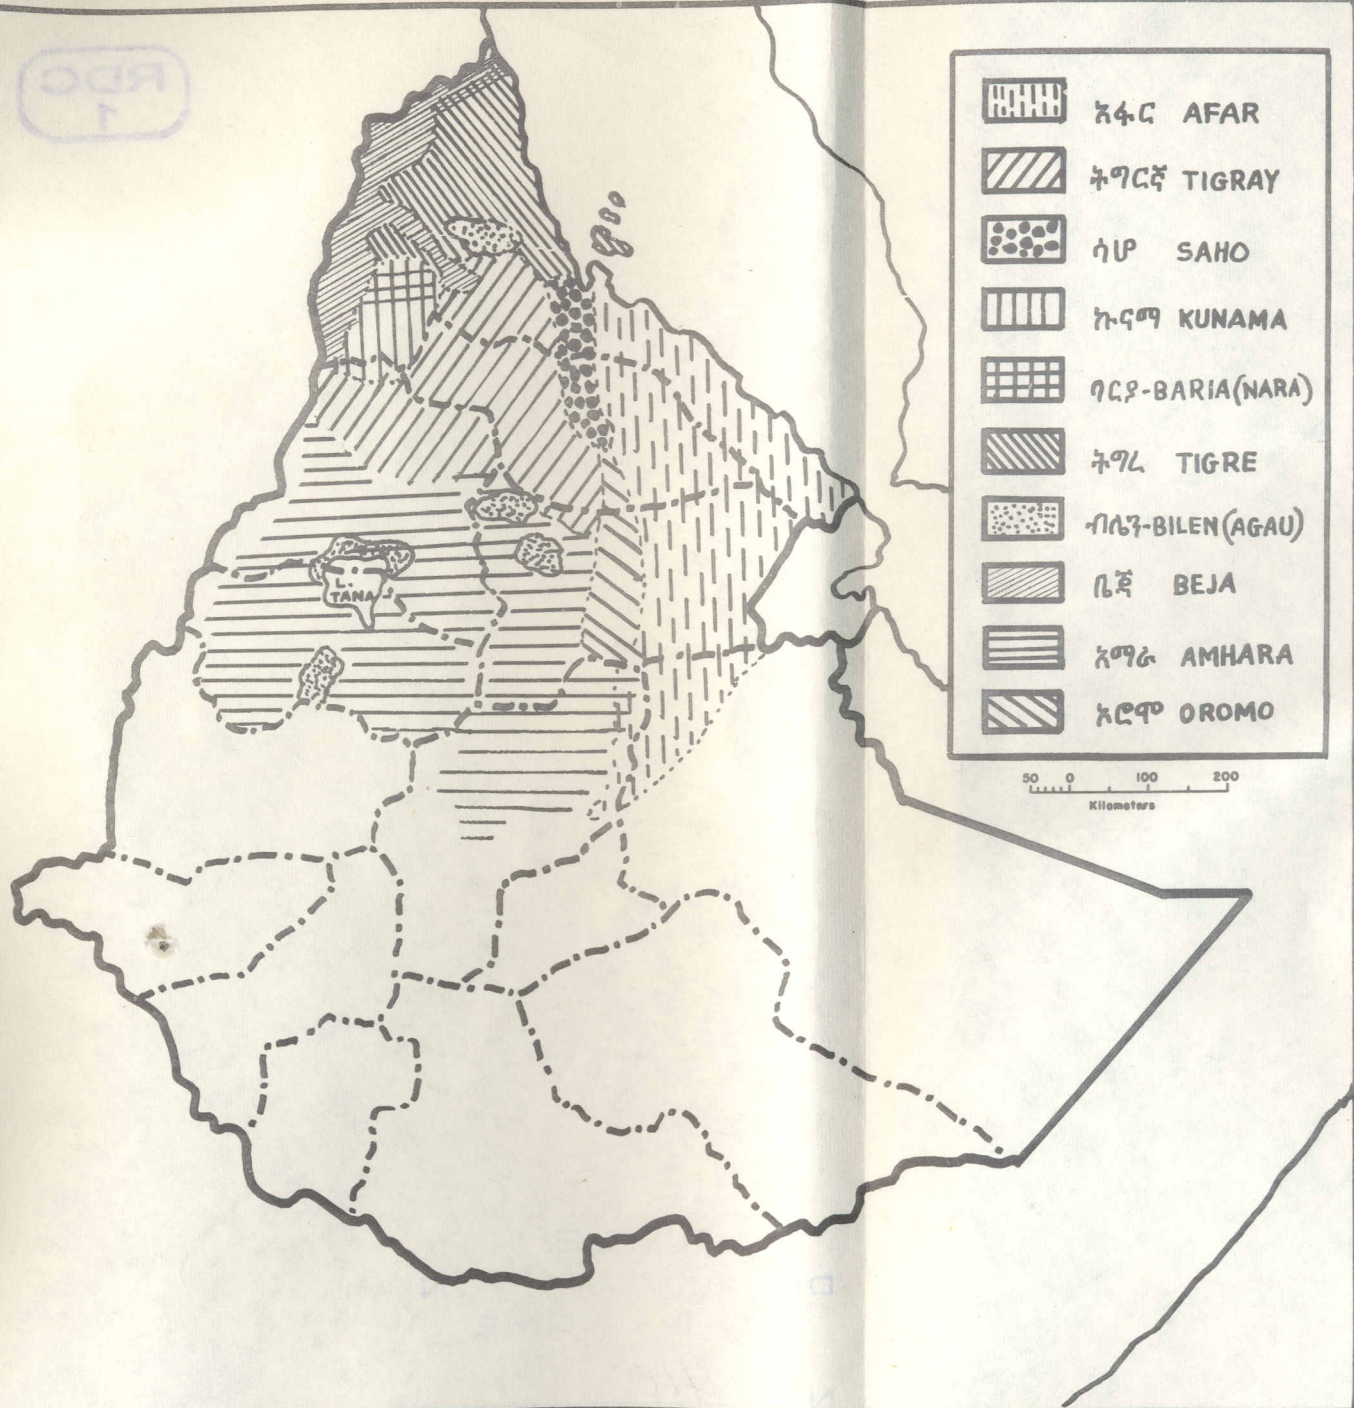 RDC
1
አፋር AFAR
ትግርኛ TIGRAY
ሳሆ SAHO
ኩናማ KUNAMA
ባርያ-BARIA(NARA)
ትግረ TIGRE
ብሌን-BILEN(AGAU)
ቤጃ BEJA
አማራ AMHARA
ኦሮሞ OROMO
50 0 100 200
Kilometers
L.
TANA